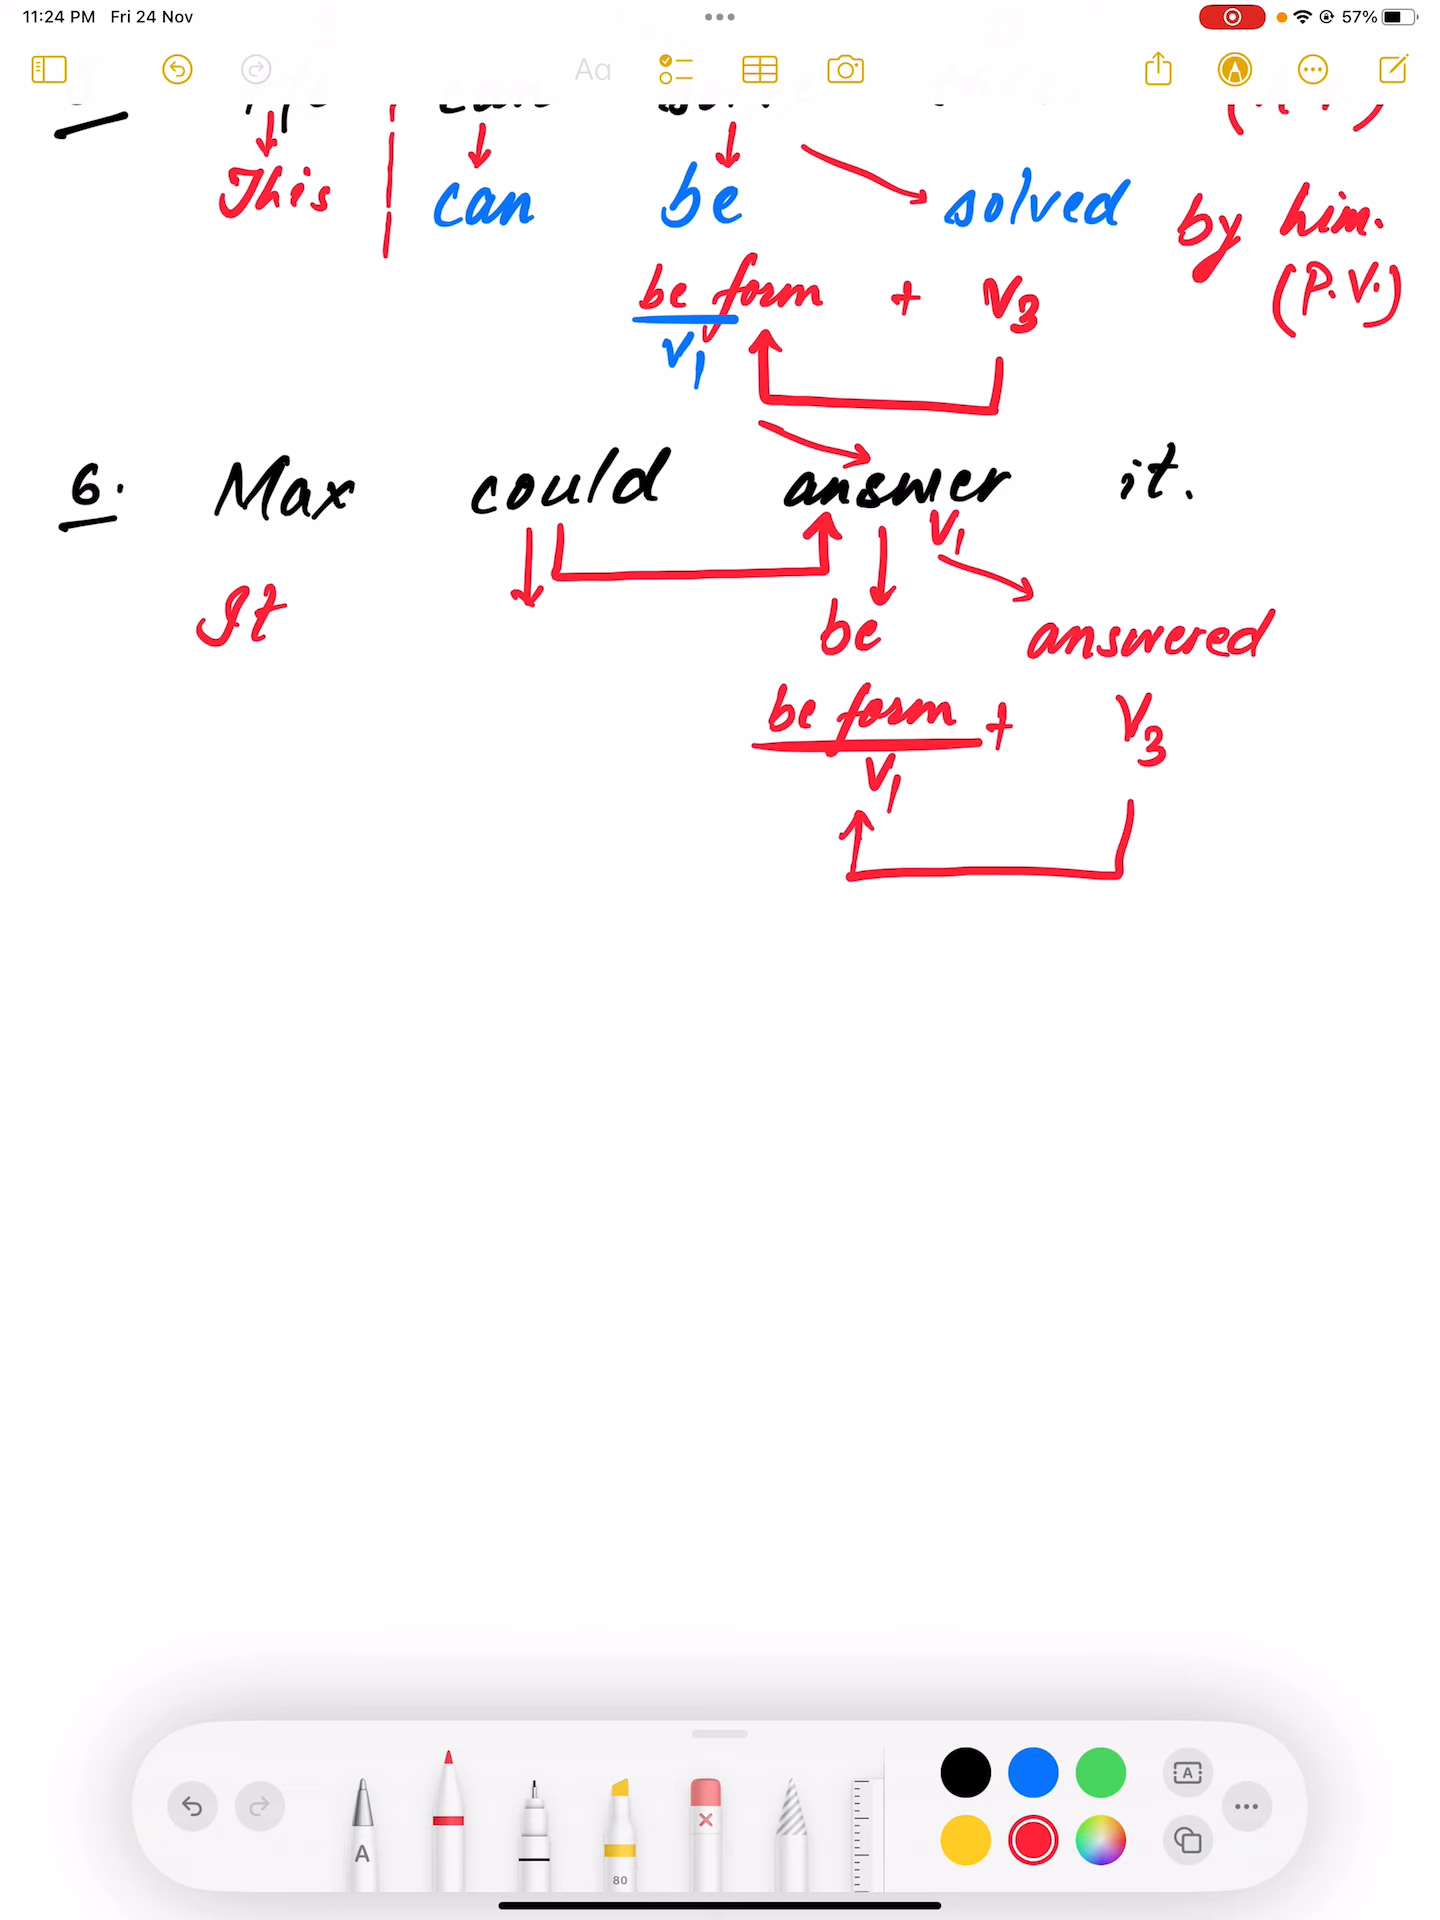 11:24 PM Fri 24 Nov
57%
Aa
This can be solved by him.
be form + V3 (P.V.)
V1
6. Max could answer it.
V1
It be answered
be form + V3
V1
A
80
A